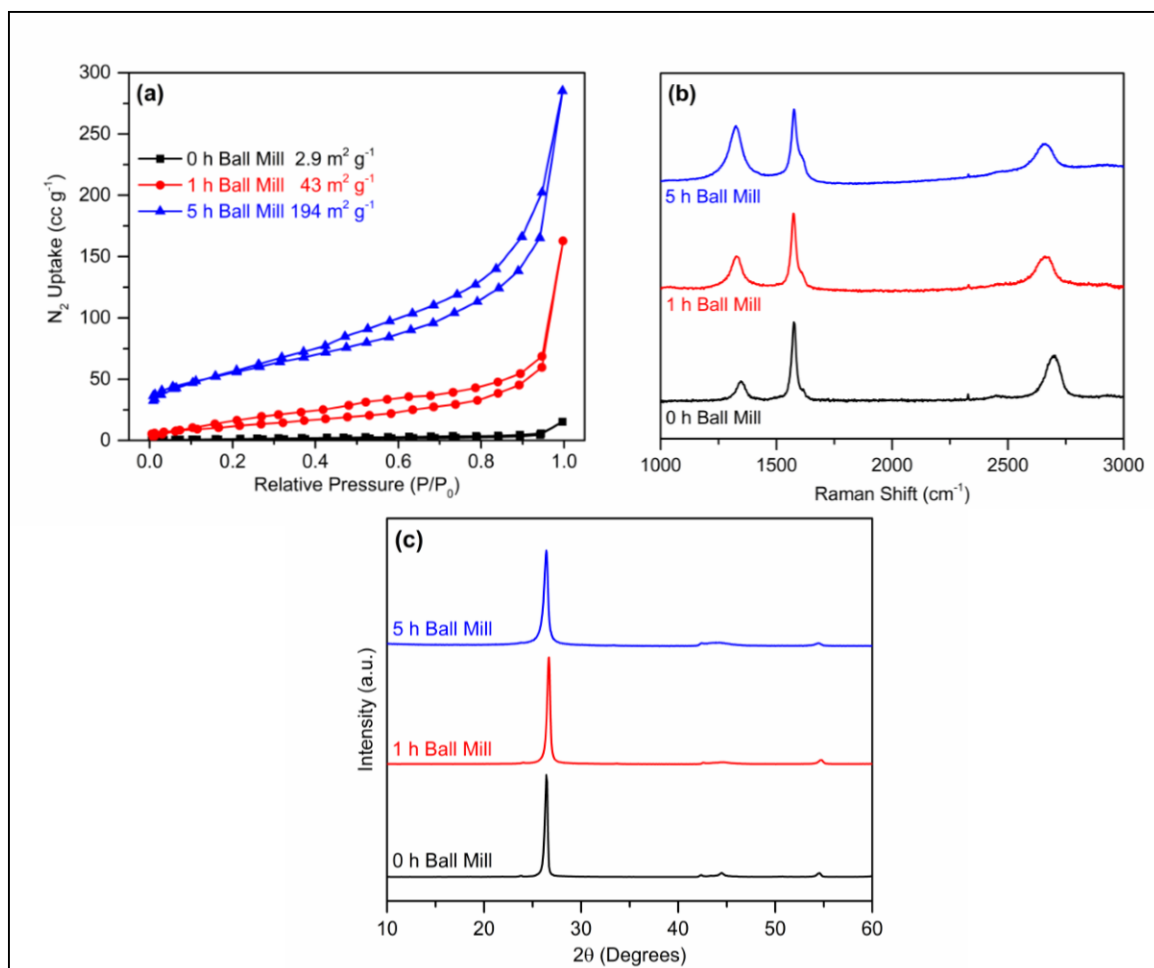 (a)
300
250
200
150
100
50
0
N₂ Uptake (cc g⁻¹)
0 h Ball Mill 2.9 m² g⁻¹
1 h Ball Mill 43 m² g⁻¹
5 h Ball Mill 194 m² g⁻¹
0.0 0.2 0.4 0.6 0.8 1.0
Relative Pressure (P/P₀)
(b)
5 h Ball Mill
1 h Ball Mill
0 h Ball Mill
1000 1500 2000 2500 3000
Raman Shift (cm⁻¹)
(c)
5 h Ball Mill
1 h Ball Mill
0 h Ball Mill
Intensity (a.u.)
10 20 30 40 50 60
2θ (Degrees)